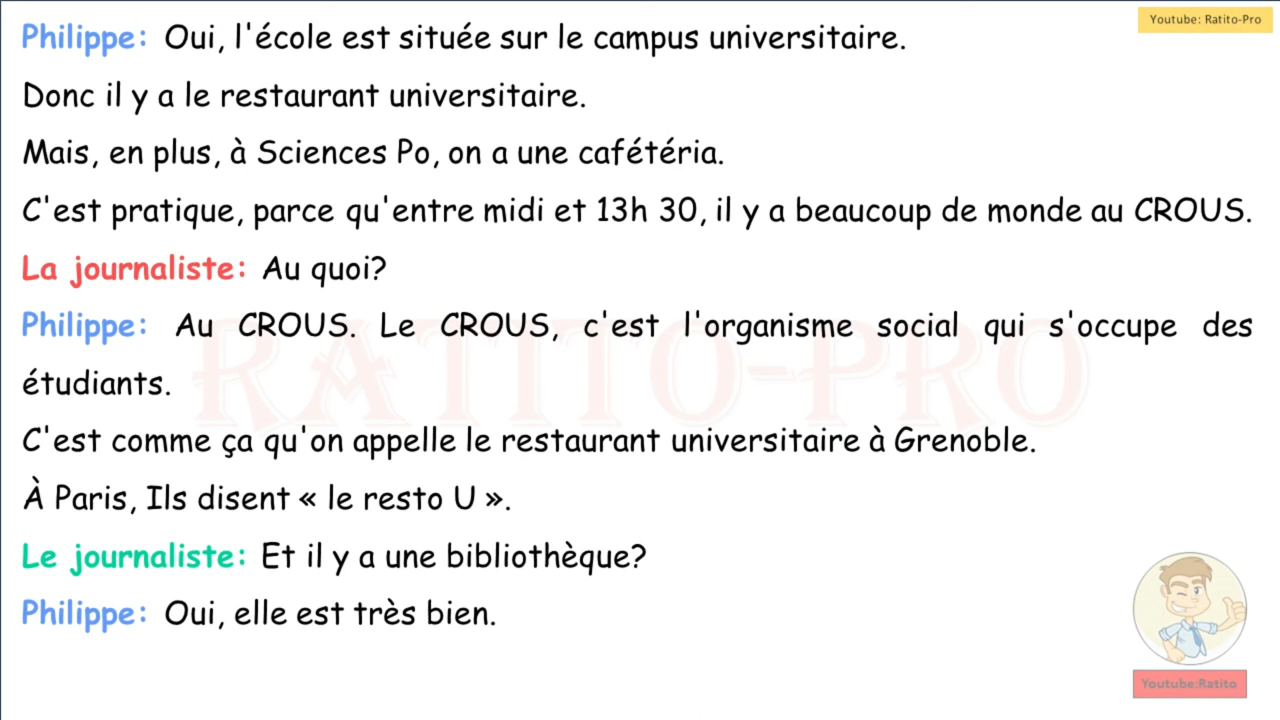 Youtube: Ratito-Pro
Philippe: Oui, l'école est située sur le campus universitaire.
Donc il y a le restaurant universitaire.
Mais, en plus, à Sciences Po, on a une cafétéria.
C'est pratique, parce qu'entre midi et 13h 30, il y a beaucoup de monde au CROUS.
La journaliste: Au quoi?
Philippe: Au CROUS. Le CROUS, c'est l'organisme social qui s'occupe des
étudiants.
RATITO-PRO
C'est comme ça qu'on appelle le restaurant universitaire à Grenoble.
À Paris, Ils disent « le resto U ».
Le journaliste: Et il y a une bibliothèque?
Philippe: Oui, elle est très bien.
Youtube:Ratito